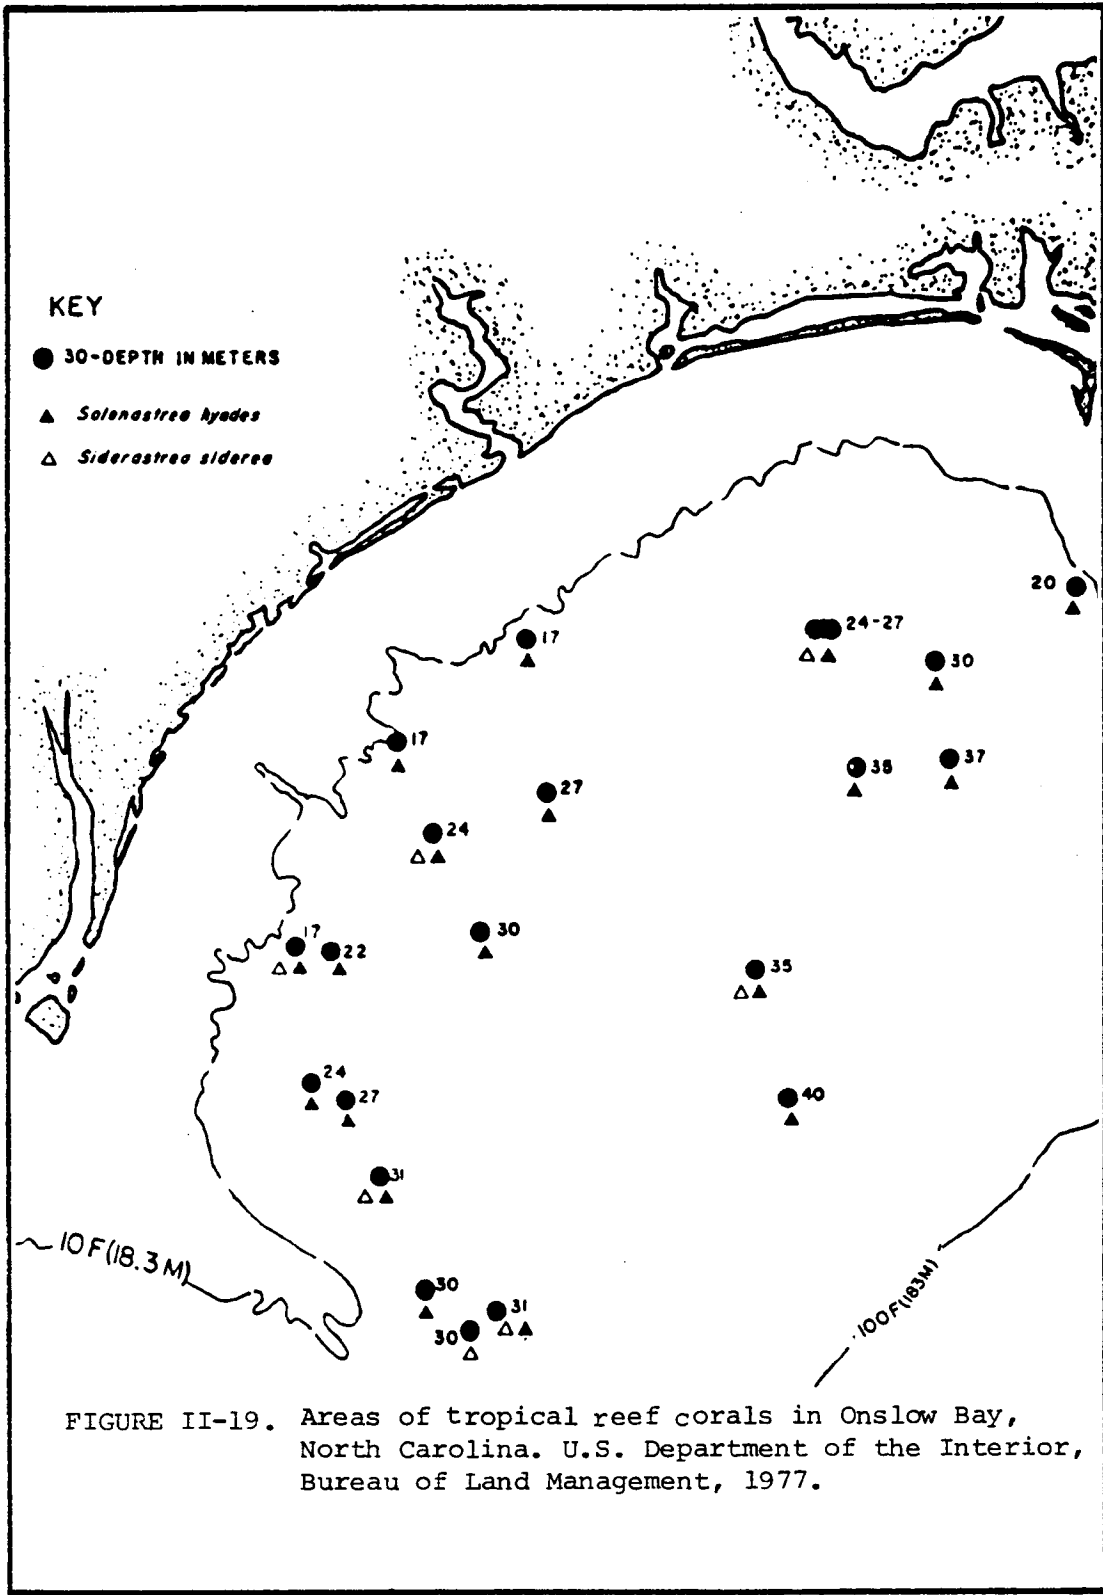 KEY
30-DEPTH IN METERS
Solenastrea hyades
Siderastrea siderea
20
24-27
17
30
17
37
38
27
24
30
17
22
35
24
27
40
31
10F(18.3M)
30
31
30
100F(183M)
FIGURE II-19. Areas of tropical reef corals in Onslow Bay,
North Carolina. U.S. Department of the Interior,
Bureau of Land Management, 1977.